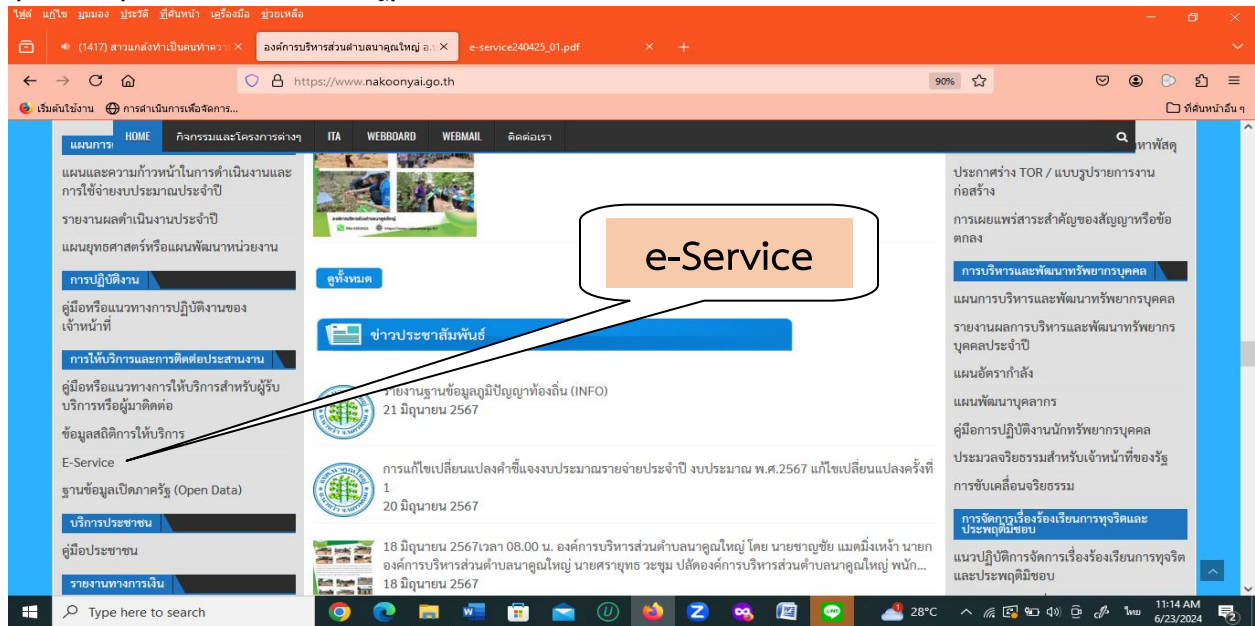 ไฟล์ แก้ไข มุมมอง ประวัติ ที่คั่นหน้า เครื่องมือ ช่วยเหลือ
(1417) สาวแกล้งทำเป็นคนทำความ
องค์การบริหารส่วนตำบลนาคูณใหญ่ อ.น
e-service240425_01.pdf
https://www.nakoonyai.go.th
90%
เริ่มต้นใช้งาน
การดำเนินการเพื่อจัดการ...
ที่คั่นหน้าอื่น ๆ
HOME กิจกรรมและโครงการต่างๆ ITA WEBBOARD WEBMAIL ติดต่อเรา
แผนการ
แผนและความก้าวหน้าในการดำเนินงานและ
การใช้จ่ายงบประมาณประจำปี
รายงานผลดำเนินงานประจำปี
แผนยุทธศาสตร์หรือแผนพัฒนาหน่วยงาน
การปฏิบัติงาน
คู่มือหรือแนวทางการปฏิบัติงานของ
เจ้าหน้าที่
การให้บริการและการติดต่อประสานงาน
คู่มือหรือแนวทางการให้บริการสำหรับผู้รับ
บริการหรือผู้มาติดต่อ
ข้อมูลสถิติการให้บริการ
E-Service
ฐานข้อมูลเปิดภาครัฐ (Open Data)
บริการประชาชน
คู่มือประชาชน
รายงานทางการเงิน
ดูทั้งหมด
e-Service
ข่าวประชาสัมพันธ์
รายงานฐานข้อมูลภูมิปัญญาท้องถิ่น (INFO)
21 มิถุนายน 2567
การแก้ไขเปลี่ยนแปลงคำชี้แจงงบประมาณรายจ่ายประจำปี งบประมาณ พ.ศ.2567 แก้ไขเปลี่ยนแปลงครั้งที่
1
20 มิถุนายน 2567
18 มิถุนายน 2567เวลา 08.00 น. องค์การบริหารส่วนตำบลนาคูณใหญ่ โดย นายชาญชัย แมดมิ่งเหง้า นายก
องค์การบริหารส่วนตำบลนาคูณใหญ่ นายศรายุทธ วะชุม ปลัดองค์การบริหารส่วนตำบลนาคูณใหญ่ พนัก...
18 มิถุนายน 2567
หาพัสดุ
ประกาศร่าง TOR / แบบรูปรายการงาน
ก่อสร้าง
การเผยแพร่สาระสำคัญของสัญญาหรือข้อ
ตกลง
การบริหารและพัฒนาทรัพยากรบุคคล
แผนการบริหารและพัฒนาทรัพยากรบุคคล
รายงานผลการบริหารและพัฒนาทรัพยากร
บุคคลประจำปี
แผนอัตรากำลัง
แผนพัฒนาบุคลากร
คู่มือการปฏิบัติงานนักทรัพยากรบุคคล
ประมวลจริยธรรมสำหรับเจ้าหน้าที่ของรัฐ
การขับเคลื่อนจริยธรรม
การจัดการเรื่องร้องเรียนการทุจริตและ
ประพฤติมิชอบ
แนวปฏิบัติการจัดการเรื่องร้องเรียนการทุจริต
และประพฤติมิชอบ
Type here to search
28°C
ไทย
11:14 AM
6/23/2024